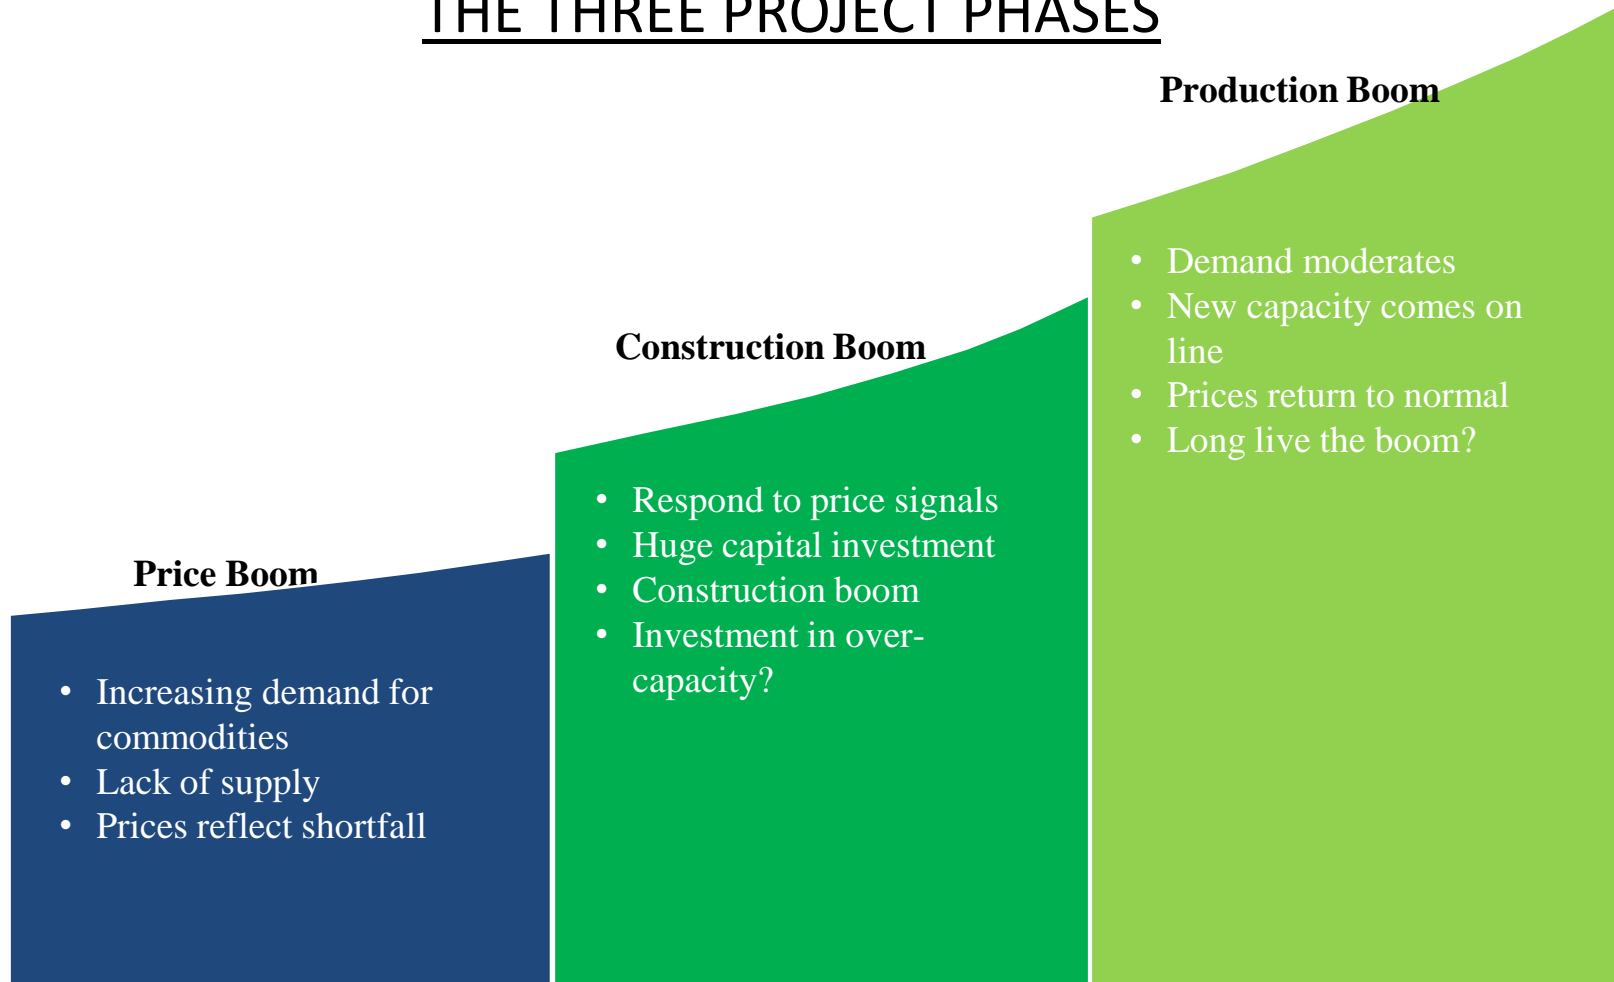 THE THREE PROJECT PHASES
Production Boom
• Demand moderates
• New capacity comes on
line
• Prices return to normal
• Long live the boom?
Construction Boom
• Respond to price signals
• Huge capital investment
• Construction boom
• Investment in over-
capacity?
Price Boom
• Increasing demand for
commodities
• Lack of supply
• Prices reflect shortfall